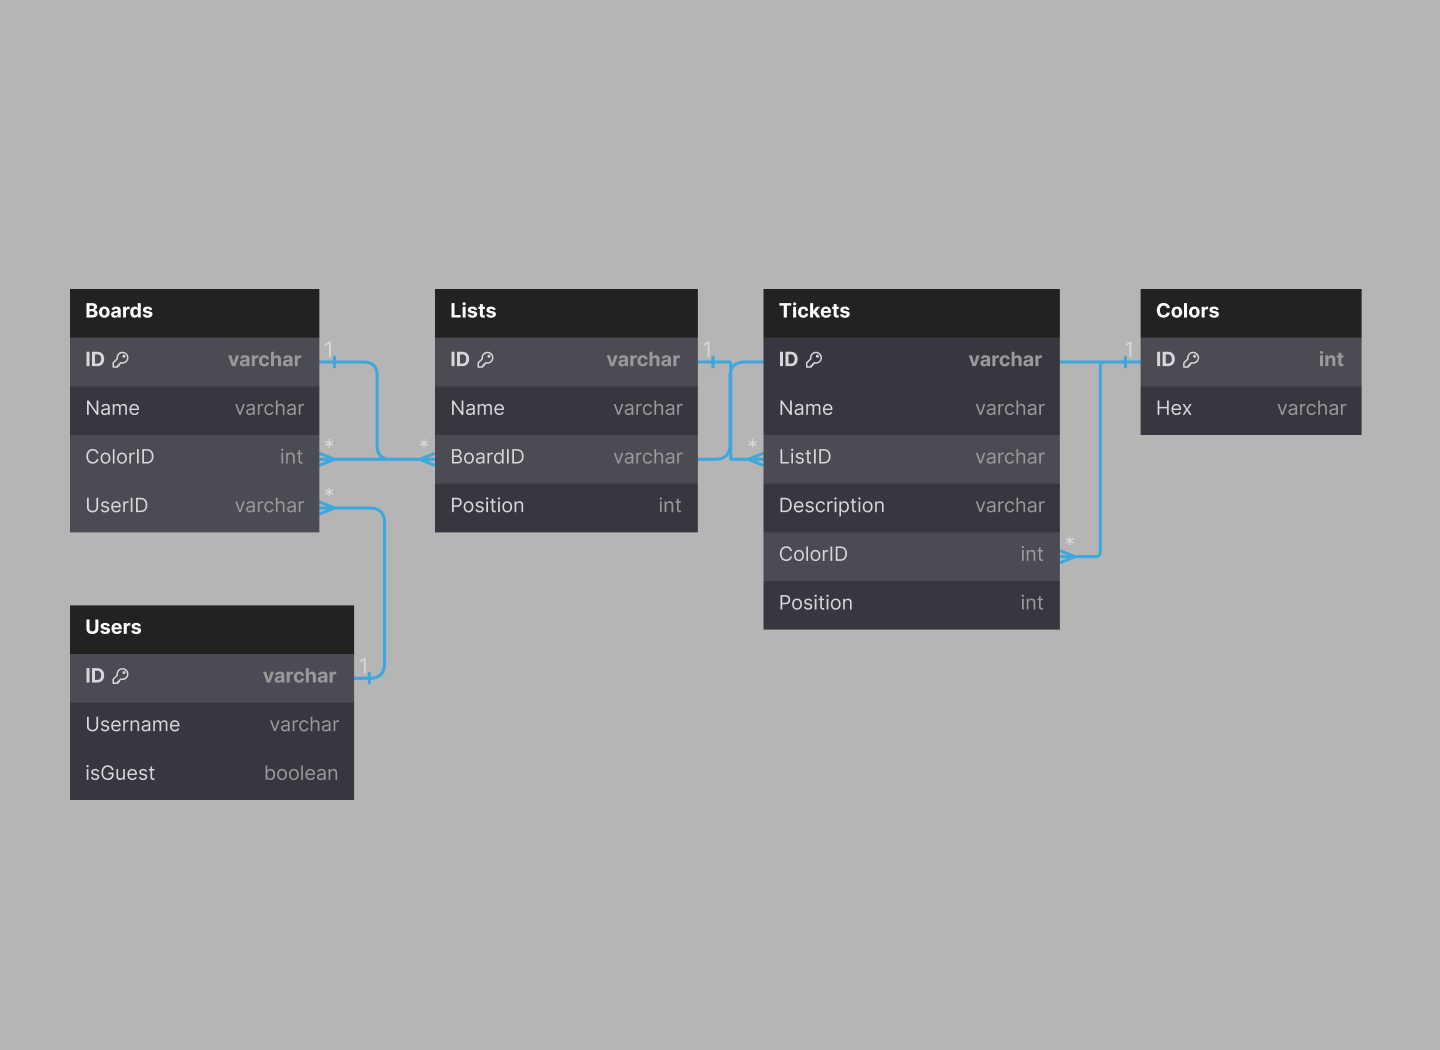 Boards
ID varchar
Name varchar
ColorID int
UserID varchar
1
*
*
Lists
ID varchar
Name varchar
BoardID varchar
Position int
*
1
Tickets
ID varchar
Name varchar
ListID varchar
Description varchar
ColorID int
Position int
*
*
Colors
ID int
Hex varchar
1
Users
ID varchar
Username varchar
isGuest boolean
1